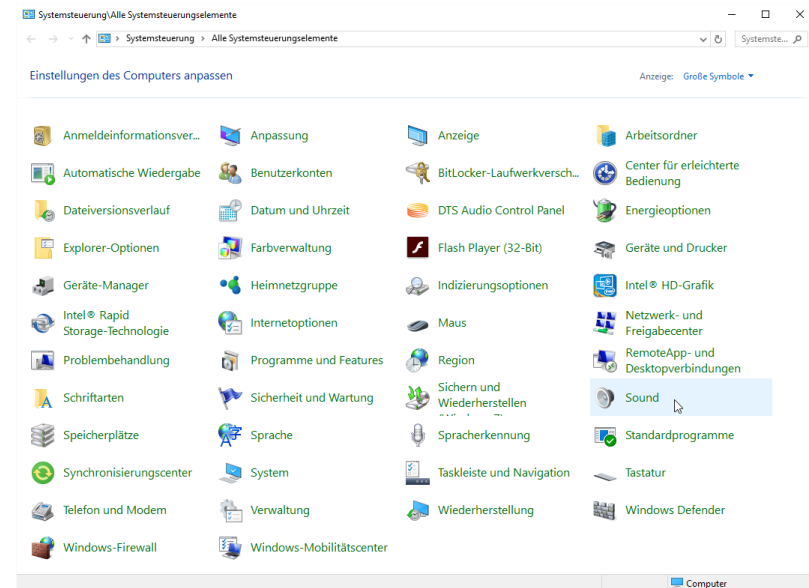 Systemsteuerung\Alle Systemsteuerungselemente
Systemsteuerung > Alle Systemsteuerungselemente
Systemste...
Einstellungen des Computers anpassen
Anzeige: Große Symbole
Anmeldeinformationsver...
Anpassung
Anzeige
Arbeitsordner
Automatische Wiedergabe
Benutzerkonten
BitLocker-Laufwerkversch...
Center für erleichterte
Bedienung
Dateiversionsverlauf
Datum und Uhrzeit
DTS Audio Control Panel
Energieoptionen
Explorer-Optionen
Farbverwaltung
Flash Player (32-Bit)
Geräte und Drucker
Geräte-Manager
Heimnetzgruppe
Indizierungsoptionen
Intel® HD-Grafik
Intel® Rapid
Storage-Technologie
Internetoptionen
Maus
Netzwerk- und
Freigabecenter
Problembehandlung
Programme und Features
Region
RemoteApp- und
Desktopverbindungen
Schriftarten
Sicherheit und Wartung
Sichern und
Wiederherstellen
Sound
Speicherplätze
Sprache
Spracherkennung
Standardprogramme
Synchronisierungscenter
System
Taskleiste und Navigation
Tastatur
Telefon und Modem
Verwaltung
Wiederherstellung
Windows Defender
Windows-Firewall
Windows-Mobilitätscenter
Computer